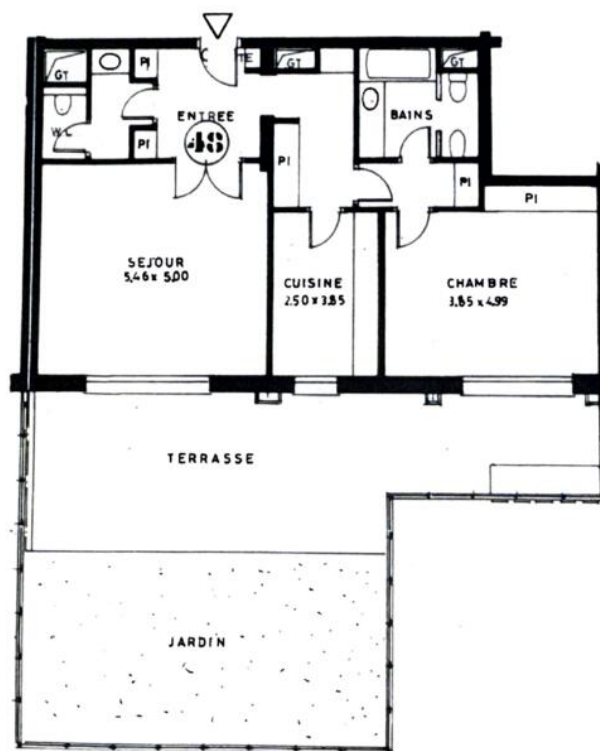 GT
PI
C
TE
GT
GT
W.C
ENTREE
BAINS
48
PI
PI
PI
PI
SEJOUR
5,46 x 5,00
CUISINE
2.50 x 3.85
CHAMBRE
3.85 x 4.99
TERRASSE
JARDIN